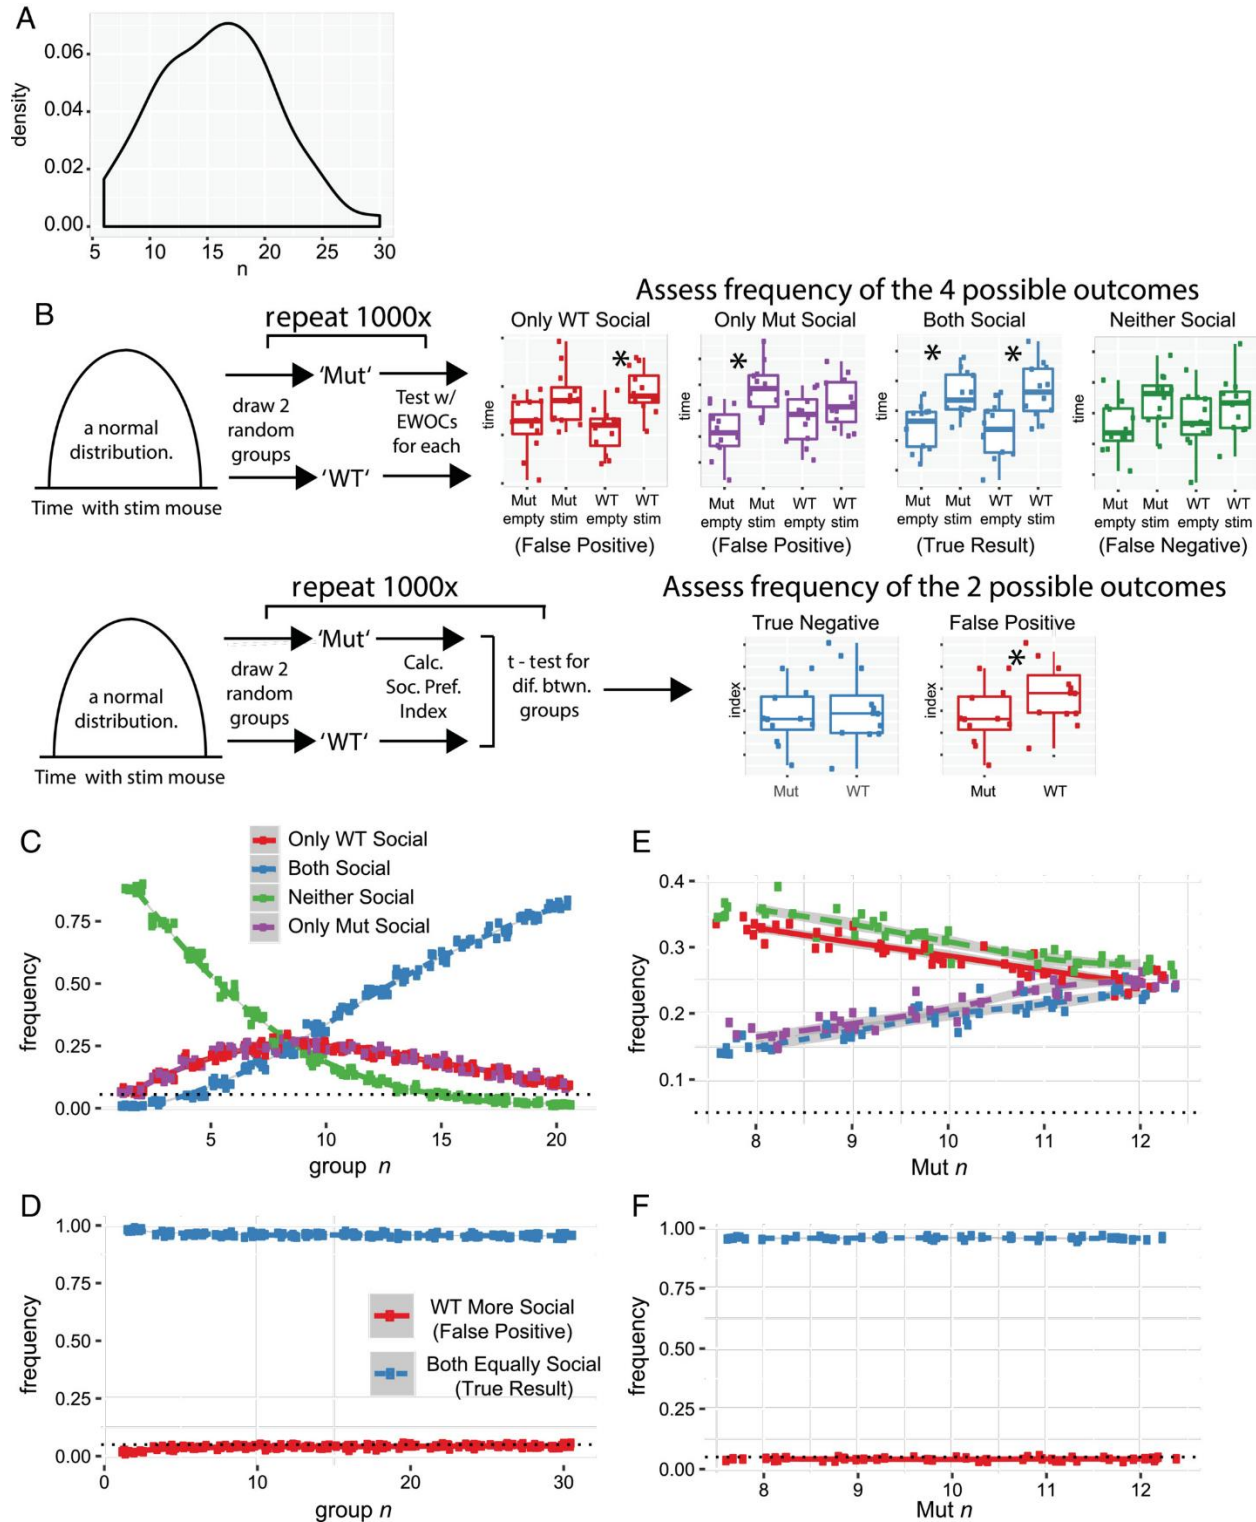 A
density
0.06
0.04
0.02
0.00
5 10 15 20 25 30
n
B
repeat 1000x
a normal
distribution.
Time with stim mouse
draw 2
random
groups
'Mut'
'WT'
Test w/
EWOCs
for each
Assess frequency of the 4 possible outcomes
Only WT Social
time
*
Mut
empty
Mut
stim
WT
empty
WT
stim
(False Positive)
Only Mut Social
time
*
Mut
empty
Mut
stim
WT
empty
WT
stim
(False Positive)
Both Social
time
* *
Mut
empty
Mut
stim
WT
empty
WT
stim
(True Result)
Neither Social
time
Mut
empty
Mut
stim
WT
empty
WT
stim
(False Negative)
repeat 1000x
a normal
distribution.
Time with stim mouse
draw 2
random
groups
'Mut'
'WT'
Calc.
Soc. Pref.
Index
t - test for
dif. btwn.
groups
Assess frequency of the 2 possible outcomes
True Negative
index
Mut WT
False Positive
index
*
Mut WT
C
Only WT Social
Both Social
Neither Social
Only Mut Social
frequency
0.75
0.50
0.25
0.00
5 10 15 20
group n
E
frequency
0.4
0.3
0.2
0.1
8 9 10 11 12
Mut n
D
frequency
1.00
0.75
0.50
0.25
0.00
WT More Social
(False Positive)
Both Equally Social
(True Result)
0 10 20 30
group n
F
frequency
1.00
0.75
0.50
0.25
0.00
8 9 10 11 12
Mut n